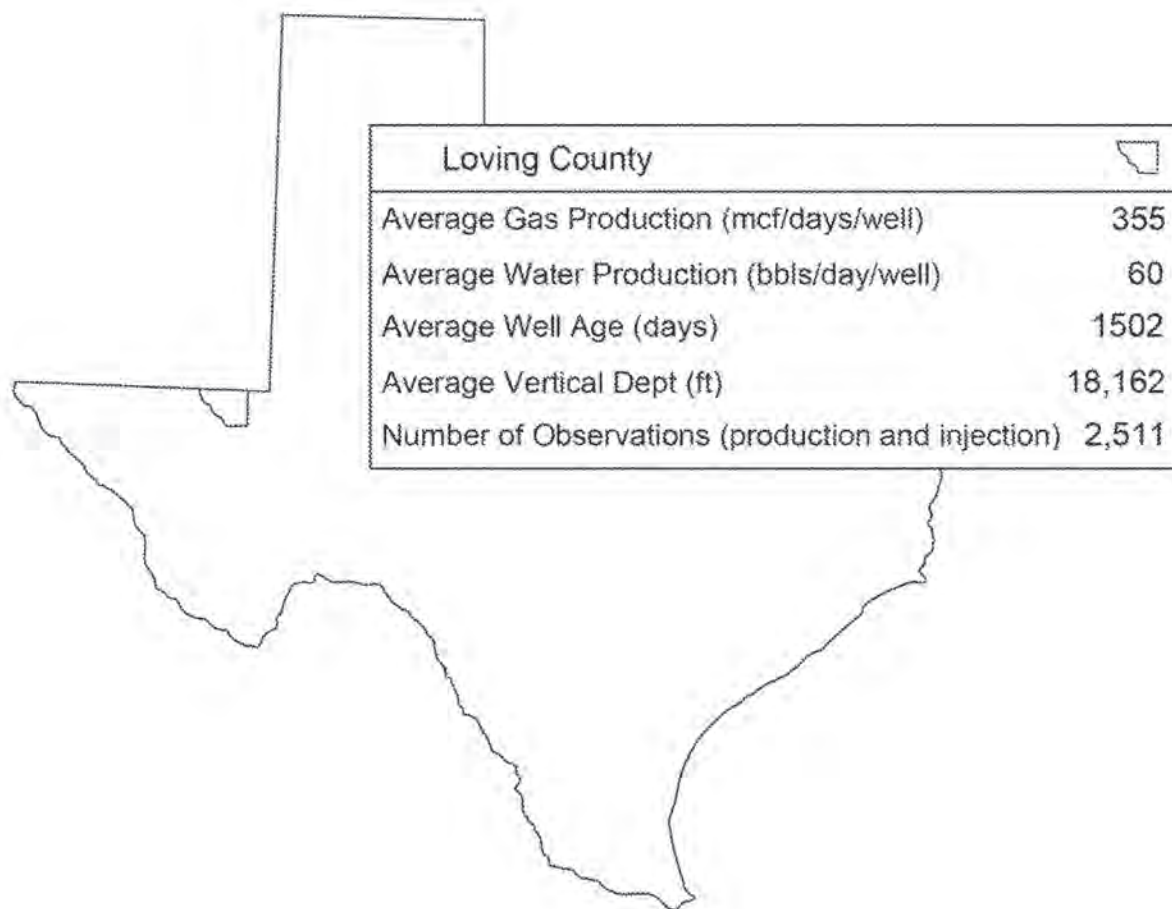 Loving County
Average Gas Production (mcf/days/well) 355
Average Water Production (bbls/day/well) 60
Average Well Age (days) 1502
Average Vertical Dept (ft) 18,162
Number of Observations (production and injection) 2,511